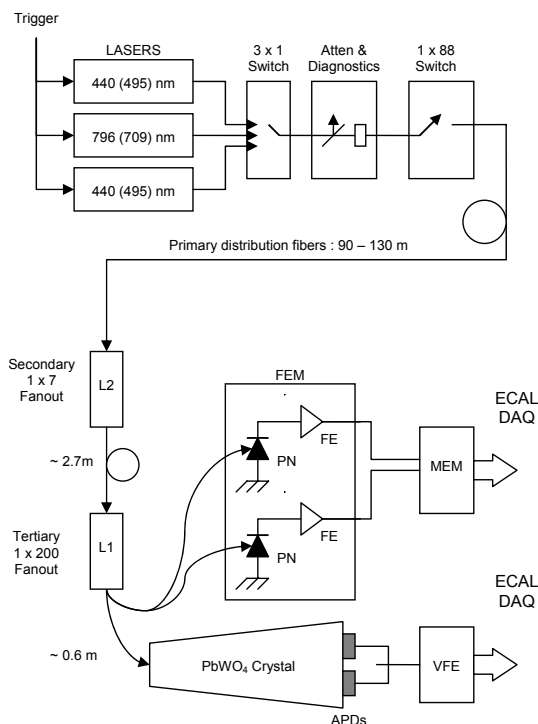 Trigger
LASERS
3 x 1
Switch
Atten &
Diagnostics
1 x 88
Switch
440 (495) nm
796 (709) nm
440 (495) nm
Primary distribution fibers : 90 – 130 m
Secondary
1 x 7
Fanout
L2
FEM
ECAL
DAQ
FE
PN
MEM
~ 2.7m
FE
PN
Tertiary
1 x 200
Fanout
L1
ECAL
DAQ
~ 0.6 m
PbWO₄ Crystal
VFE
APDs